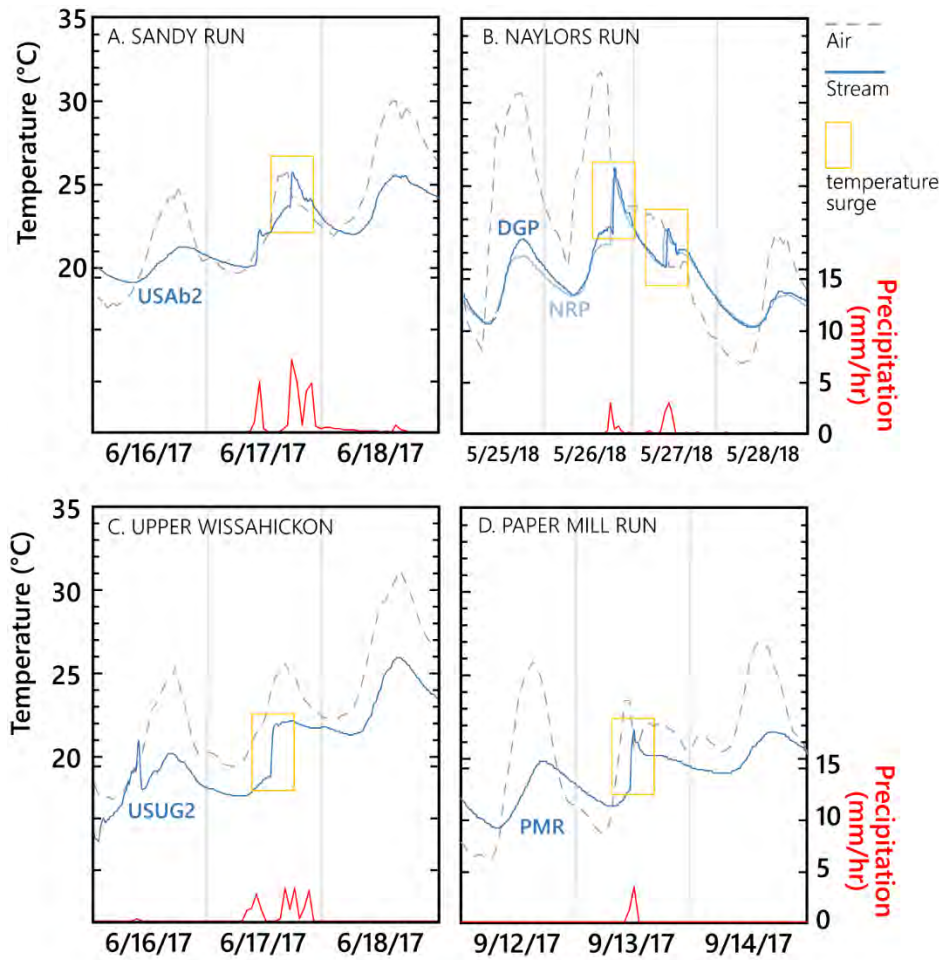 A. SANDY RUN
35
30
25
20
Temperature (°C)
USAb2
6/16/17 6/17/17 6/18/17
B. NAYLORS RUN
DGP
NRP
15
10
5
0
Precipitation
(mm/hr)
5/25/18 5/26/18 5/27/18 5/28/18
Air
Stream
temperature
surge
C. UPPER WISSAHICKON
35
30
25
20
Temperature (°C)
USUG2
6/16/17 6/17/17 6/18/17
D. PAPER MILL RUN
PMR
15
10
5
0
Precipitation
(mm/hr)
9/12/17 9/13/17 9/14/17